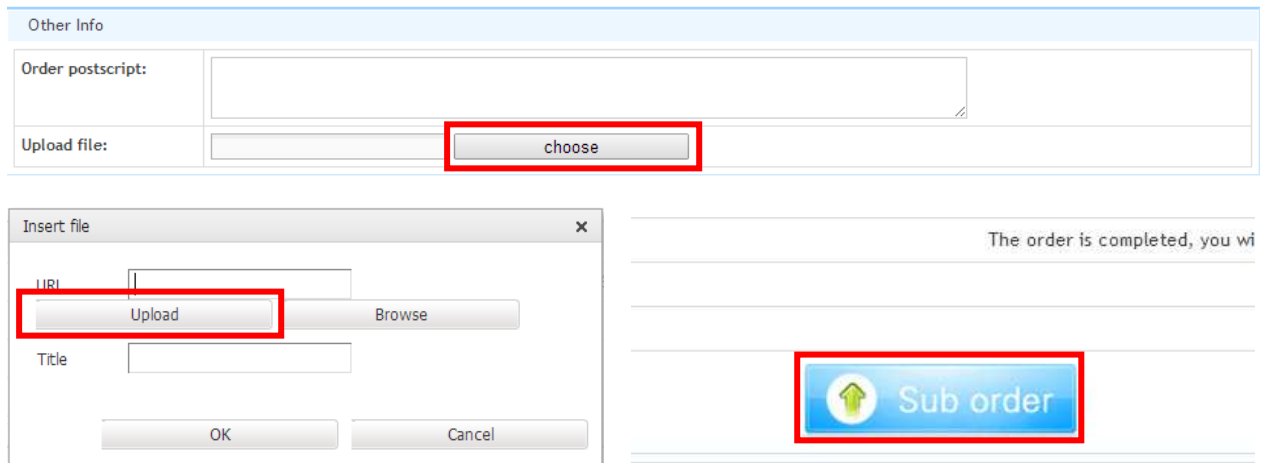 Other Info
Order postscript:
Upload file:
choose
Insert file
URL
Upload
Browse
Title
OK
Cancel
The order is completed, you wi
Sub order